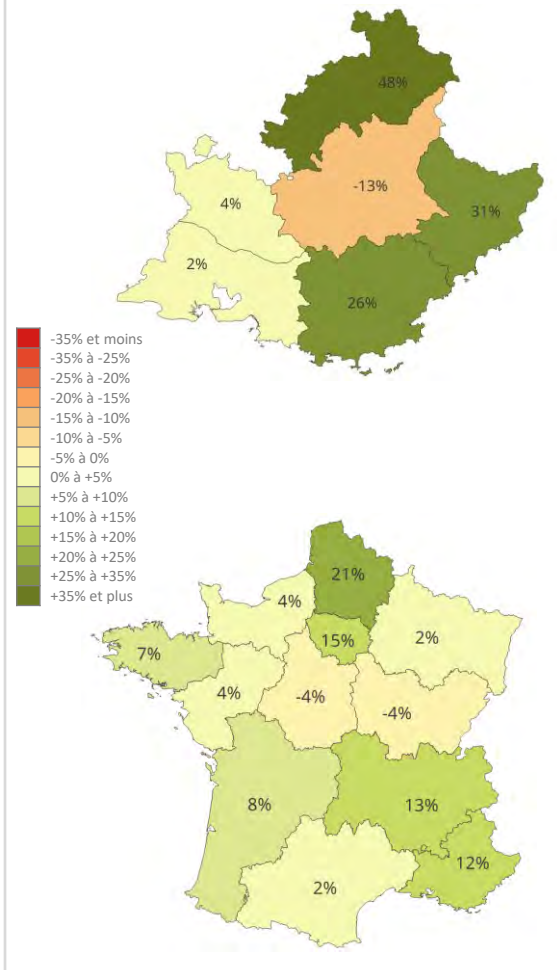 48%
-13%
4%
31%
2%
26%
-35% et moins
-35% à -25%
-25% à -20%
-20% à -15%
-15% à -10%
-10% à -5%
-5% à 0%
0% à +5%
+5% à +10%
+10% à +15%
+15% à +20%
+20% à +25%
+25% à +35%
+35% et plus
21%
4%
15%
2%
7%
4%
-4%
-4%
8%
13%
12%
2%